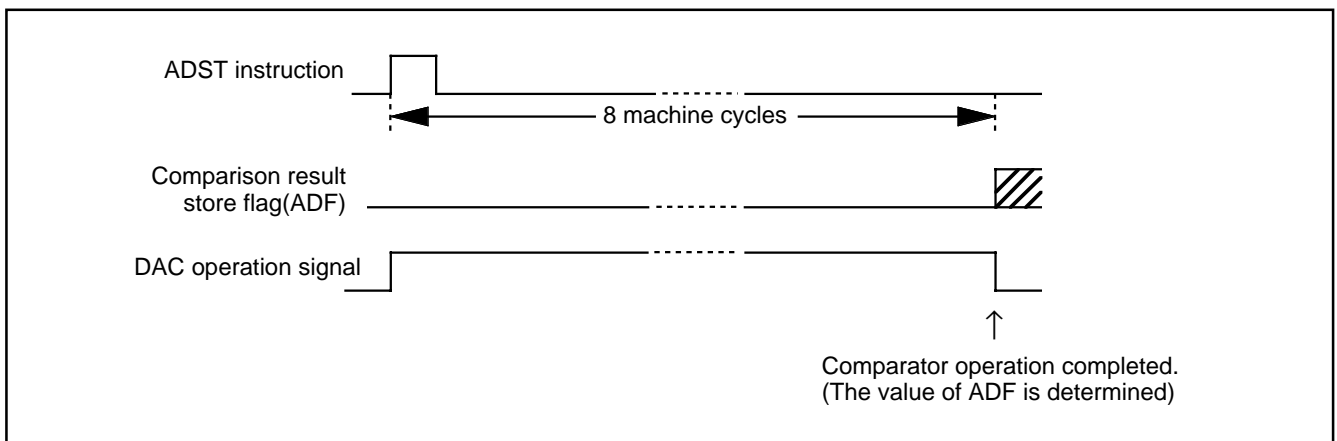 ADST instruction
8 machine cycles
Comparison result
store flag(ADF)
DAC operation signal
Comparator operation completed.
(The value of ADF is determined)